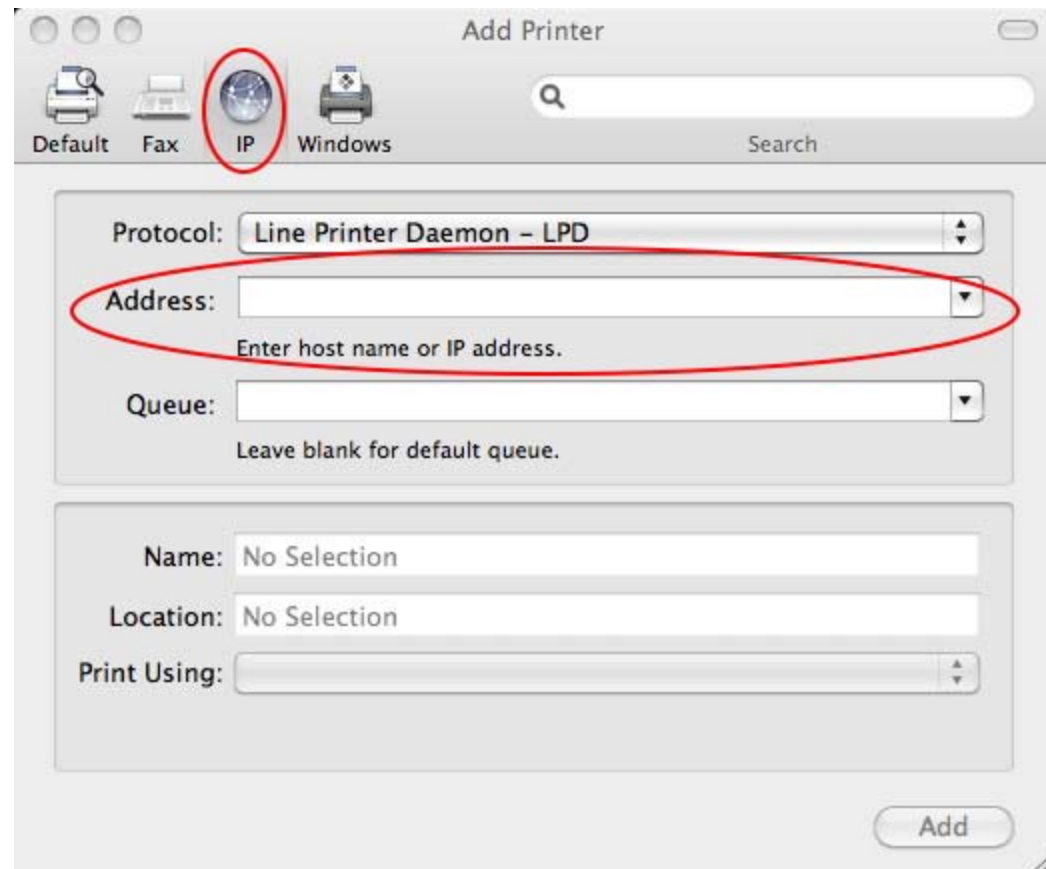 Add Printer
Default Fax IP Windows Search
Protocol: Line Printer Daemon – LPD
Address:
Enter host name or IP address.
Queue:
Leave blank for default queue.
Name: No Selection
Location: No Selection
Print Using:
Add